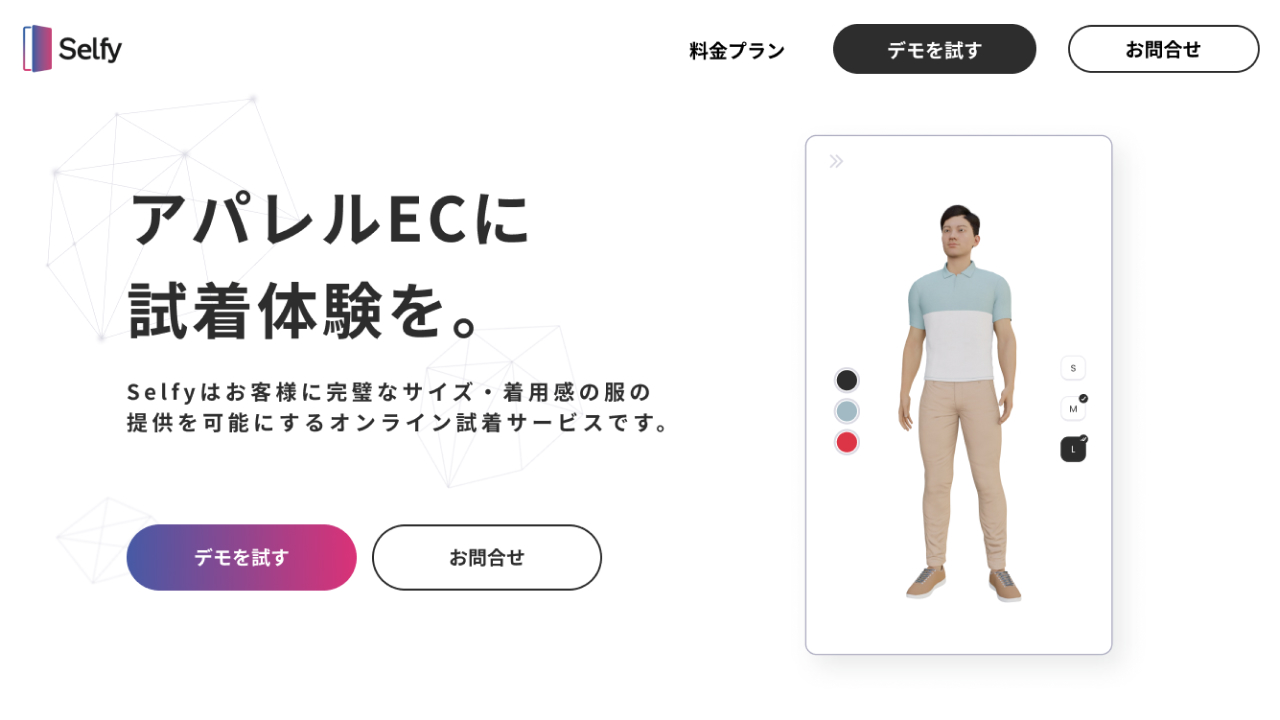 Selfy
料金プラン
デモを試す
お問合せ
アパレルECに
試着体験を。
Selfyはお客様に完璧なサイズ・着用感の服の
提供を可能にするオンライン試着サービスです。
デモを試す
お問合せ
S
M
L